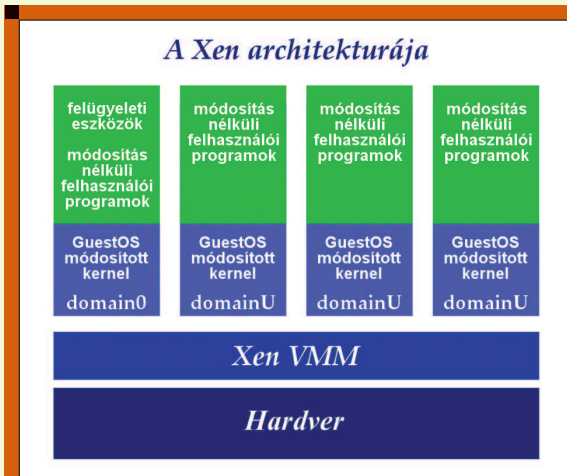 A Xen architekturája
felügyeleti
eszközök
módosítás
nélküli
felhasználói
programok
GuestOS
módosított
kernel
domain0
módosítás
nélküli
felhasználói
programok
GuestOS
módosított
kernel
domainU
módosítás
nélküli
felhasználói
programok
GuestOS
módosított
kernel
domainU
módosítás
nélküli
felhasználói
programok
GuestOS
módosított
kernel
domainU
Xen VMM
Hardver